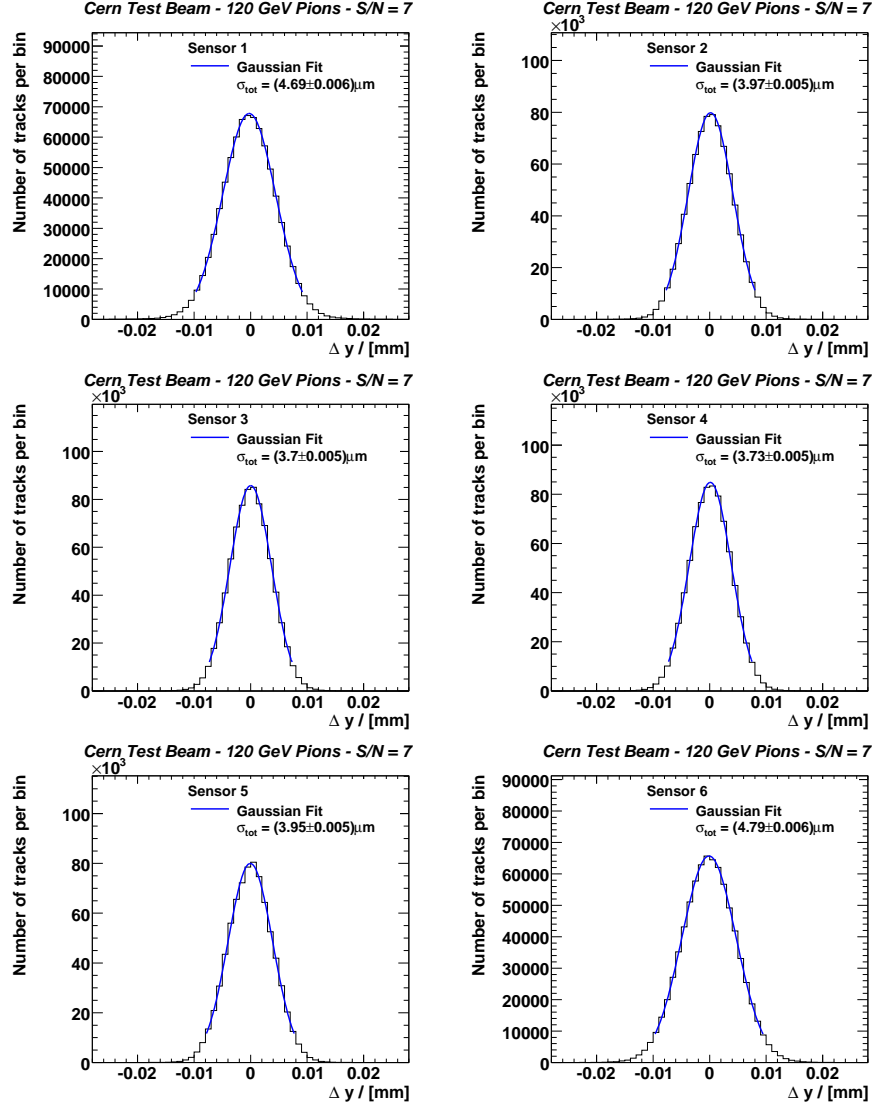 Cern Test Beam - 120 GeV Pions - S/N = 7
Number of tracks per bin
90000
80000
70000
60000
50000
40000
30000
20000
10000
0
Sensor 1
Gaussian Fit
σtot = (4.69±0.006)μm
-0.02 -0.01 0 0.01 0.02
Δ y / [mm]
Cern Test Beam - 120 GeV Pions - S/N = 7
×10³
Number of tracks per bin
100
80
60
40
20
0
Sensor 2
Gaussian Fit
σtot = (3.97±0.005)μm
-0.02 -0.01 0 0.01 0.02
Δ y / [mm]
Cern Test Beam - 120 GeV Pions - S/N = 7
×10³
Number of tracks per bin
100
80
60
40
20
0
Sensor 3
Gaussian Fit
σtot = (3.7±0.005)μm
-0.02 -0.01 0 0.01 0.02
Δ y / [mm]
Cern Test Beam - 120 GeV Pions - S/N = 7
×10³
Number of tracks per bin
100
80
60
40
20
0
Sensor 4
Gaussian Fit
σtot = (3.73±0.005)μm
-0.02 -0.01 0 0.01 0.02
Δ y / [mm]
Cern Test Beam - 120 GeV Pions - S/N = 7
×10³
Number of tracks per bin
100
80
60
40
20
0
Sensor 5
Gaussian Fit
σtot = (3.95±0.005)μm
-0.02 -0.01 0 0.01 0.02
Δ y / [mm]
Cern Test Beam - 120 GeV Pions - S/N = 7
Number of tracks per bin
90000
80000
70000
60000
50000
40000
30000
20000
10000
0
Sensor 6
Gaussian Fit
σtot = (4.79±0.006)μm
-0.02 -0.01 0 0.01 0.02
Δ y / [mm]